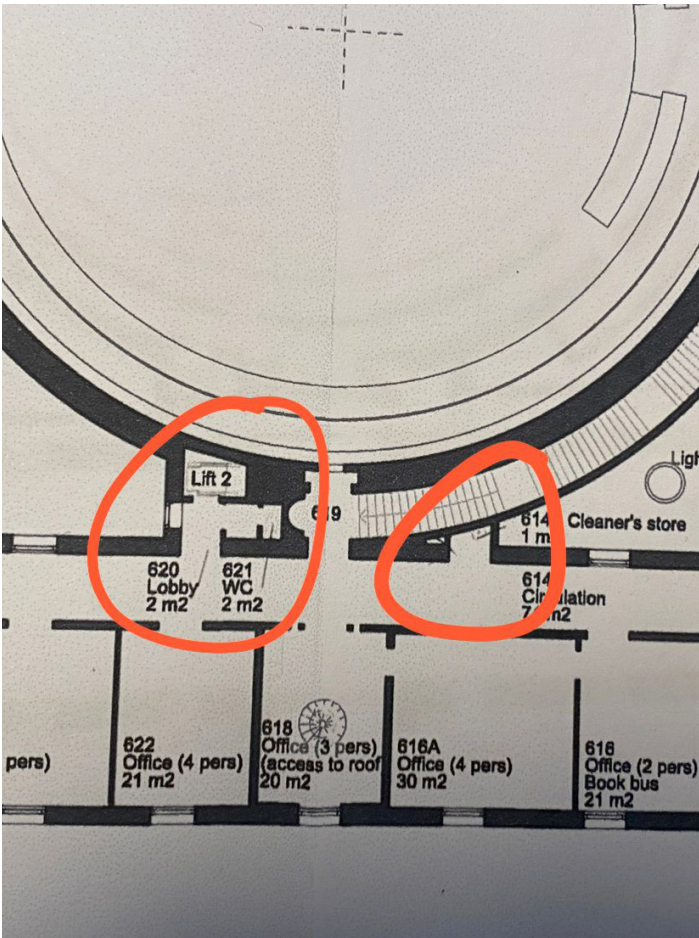 Lift 2
619
Ligh
614
Cleaner's store
1 m
620
Lobby
2 m2
621
WC
2 m2
614
622
Office (4 pers)
21 m2
618
Office (3 pers)
(access to roof
20 m2
616A
Office (4 pers)
30 m2
616
Office (2 pers)
Book bus
21 m2
pers)